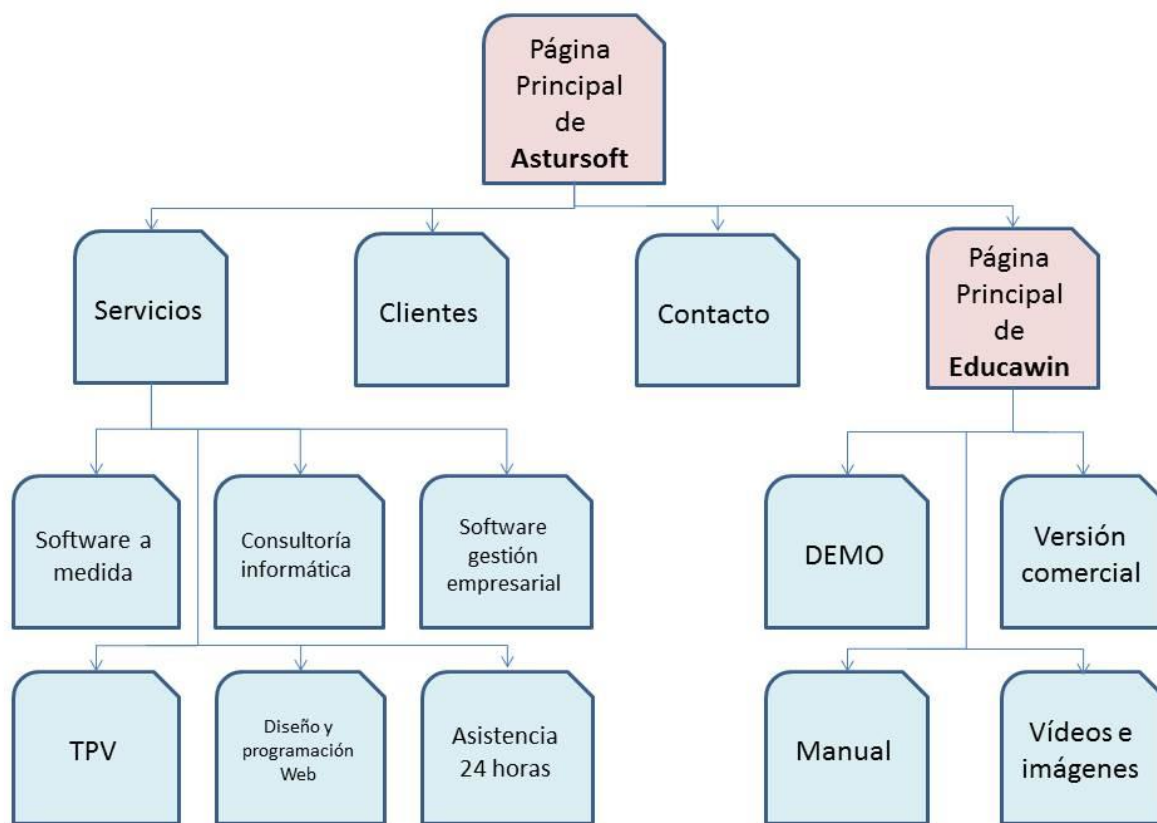 Página
Principal
de
Astursoft
Servicios
Clientes
Contacto
Página
Principal
de
Educawin
Software a
medida
Consultoría
informática
Software
gestión
empresarial
DEMO
Versión
comercial
TPV
Diseño y
programación
Web
Asistencia
24 horas
Manual
Vídeos e
imágenes